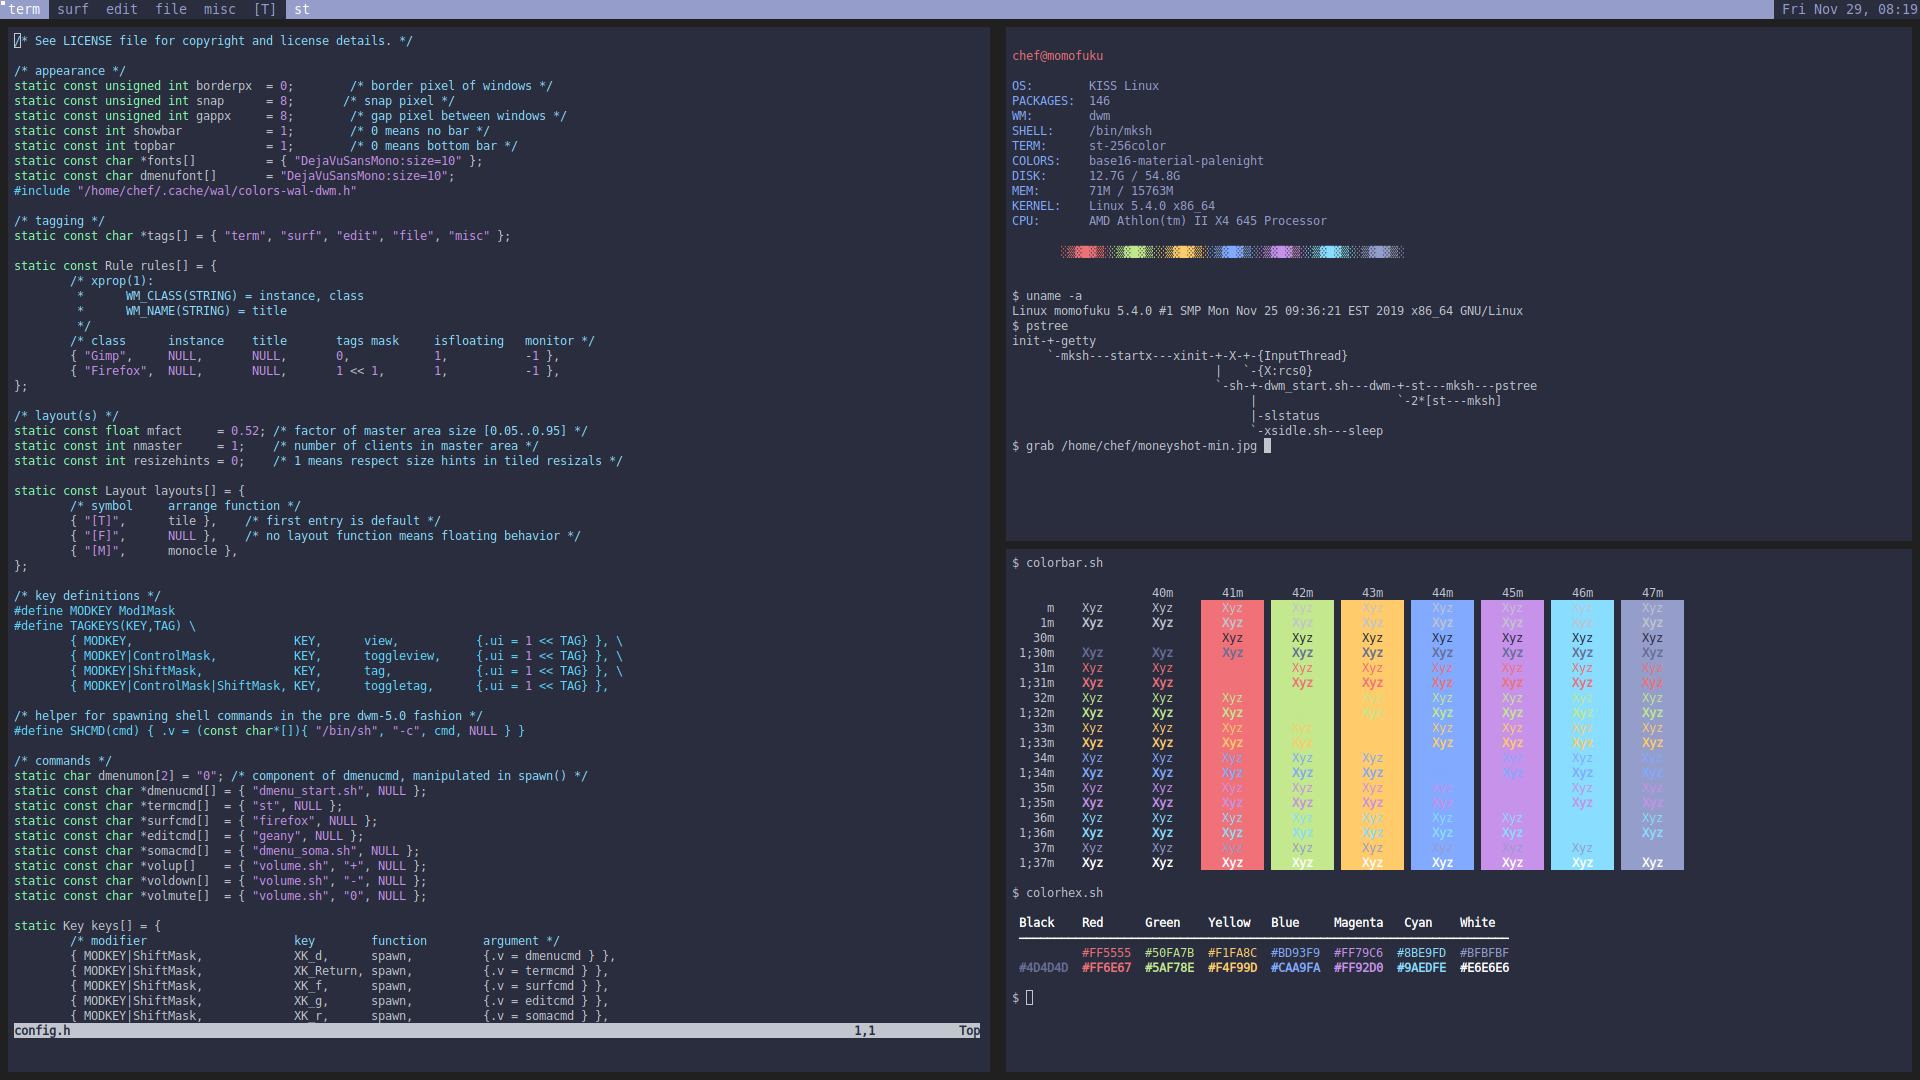 term surf edit file misc [T] st Fri Nov 29, 08:19
/* See LICENSE file for copyright and license details. */
/* appearance */
static const unsigned int borderpx  = 0;        /* border pixel of windows */
static const unsigned int snap      = 8;       /* snap pixel */
static const unsigned int gappx     = 8;        /* gap pixel between windows */
static const int showbar            = 1;        /* 0 means no bar */
static const int topbar             = 1;        /* 0 means bottom bar */
static const char *fonts[]          = { "DejaVuSansMono:size=10" };
static const char dmenufont[]       = "DejaVuSansMono:size=10";
#include "/home/chef/.cache/wal/colors-wal-dwm.h"
/* tagging */
static const char *tags[] = { "term", "surf", "edit", "file", "misc" };
static const Rule rules[] = {
/* xprop(1):
 *      WM_CLASS(STRING) = instance, class
 *      WM_NAME(STRING) = title
 */
/* class      instance    title       tags mask     isfloating   monitor */
{ "Gimp",     NULL,       NULL,       0,            1,           -1 },
{ "Firefox",  NULL,       NULL,       1 << 1,       1,           -1 },
};
/* layout(s) */
static const float mfact     = 0.52; /* factor of master area size [0.05..0.95] */
static const int nmaster     = 1;    /* number of clients in master area */
static const int resizehints = 0;    /* 1 means respect size hints in tiled resizals */
static const Layout layouts[] = {
/* symbol     arrange function */
{ "[T]",      tile },    /* first entry is default */
{ "[F]",      NULL },    /* no layout function means floating behavior */
{ "[M]",      monocle },
};
/* key definitions */
#define MODKEY Mod1Mask
#define TAGKEYS(KEY,TAG) \
{ MODKEY,                       KEY,      view,           {.ui = 1 << TAG} }, \
{ MODKEY|ControlMask,           KEY,      toggleview,     {.ui = 1 << TAG} }, \
{ MODKEY|ShiftMask,             KEY,      tag,            {.ui = 1 << TAG} }, \
{ MODKEY|ControlMask|ShiftMask, KEY,      toggletag,      {.ui = 1 << TAG} },
/* helper for spawning shell commands in the pre dwm-5.0 fashion */
#define SHCMD(cmd) { .v = (const char*[]){ "/bin/sh", "-c", cmd, NULL } }
/* commands */
static char dmenumon[2] = "0"; /* component of dmenucmd, manipulated in spawn() */
static const char *dmenucmd[] = { "dmenu_start.sh", NULL };
static const char *termcmd[]  = { "st", NULL };
static const char *surfcmd[]  = { "firefox", NULL };
static const char *editcmd[]  = { "geany", NULL };
static const char *somacmd[]  = { "dmenu_soma.sh", NULL };
static const char *volup[]    = { "volume.sh", "+", NULL };
static const char *voldown[]  = { "volume.sh", "-", NULL };
static const char *volmute[]  = { "volume.sh", "0", NULL };
static Key keys[] = {
/* modifier                     key        function        argument */
{ MODKEY|ShiftMask,             XK_d,      spawn,          {.v = dmenucmd } },
{ MODKEY|ShiftMask,             XK_Return, spawn,          {.v = termcmd } },
{ MODKEY|ShiftMask,             XK_f,      spawn,          {.v = surfcmd } },
{ MODKEY|ShiftMask,             XK_g,      spawn,          {.v = editcmd } },
{ MODKEY|ShiftMask,             XK_r,      spawn,          {.v = somacmd } },
config.h 1,1 Top
chef@momofuku
OS:        KISS Linux
PACKAGES:  146
WM:        dwm
SHELL:     /bin/mksh
TERM:      st-256color
COLORS:    base16-material-palenight
DISK:      12.7G / 54.8G
MEM:       71M / 15763M
KERNEL:    Linux 5.4.0 x86_64
CPU:       AMD Athlon(tm) II X4 645 Processor
$ uname -a
Linux momofuku 5.4.0 #1 SMP Mon Nov 25 09:36:21 EST 2019 x86_64 GNU/Linux
$ pstree
init-+-getty
     `-mksh---startx---xinit-+-X-+-{InputThread}
                             |   `-{X:rcs0}
                             `-sh-+-dwm_start.sh---dwm-+-st---mksh---pstree
                                  |                    `-2*[st---mksh]
                                  |-slstatus
                                  `-xsidle.sh---sleep
$ grab /home/chef/moneyshot-min.jpg
$ colorbar.sh
40m 41m 42m 43m 44m 45m 46m 47m
m Xyz Xyz Xyz Xyz Xyz Xyz Xyz Xyz Xyz
1m Xyz Xyz Xyz Xyz Xyz Xyz Xyz Xyz Xyz
30m Xyz Xyz Xyz Xyz Xyz Xyz Xyz
1;30m Xyz Xyz Xyz Xyz Xyz Xyz Xyz Xyz Xyz
31m Xyz Xyz Xyz Xyz Xyz Xyz Xyz Xyz
1;31m Xyz Xyz Xyz Xyz Xyz Xyz Xyz Xyz
32m Xyz Xyz Xyz Xyz Xyz Xyz Xyz Xyz
1;32m Xyz Xyz Xyz Xyz Xyz Xyz Xyz Xyz
33m Xyz Xyz Xyz Xyz Xyz Xyz Xyz Xyz
1;33m Xyz Xyz Xyz Xyz Xyz Xyz Xyz Xyz
34m Xyz Xyz Xyz Xyz Xyz Xyz Xyz Xyz
1;34m Xyz Xyz Xyz Xyz Xyz Xyz Xyz Xyz
35m Xyz Xyz Xyz Xyz Xyz Xyz Xyz Xyz
1;35m Xyz Xyz Xyz Xyz Xyz Xyz Xyz Xyz
36m Xyz Xyz Xyz Xyz Xyz Xyz Xyz Xyz
1;36m Xyz Xyz Xyz Xyz Xyz Xyz Xyz Xyz
37m Xyz Xyz Xyz Xyz Xyz Xyz Xyz Xyz
1;37m Xyz Xyz Xyz Xyz Xyz Xyz Xyz Xyz Xyz
$ colorhex.sh
Black Red Green Yellow Blue Magenta Cyan White
#FF5555 #50FA7B #F1FA8C #BD93F9 #FF79C6 #8BE9FD #BFBFBF
#4D4D4D #FF6E67 #5AF78E #F4F99D #CAA9FA #FF92D0 #9AEDFE #E6E6E6
$